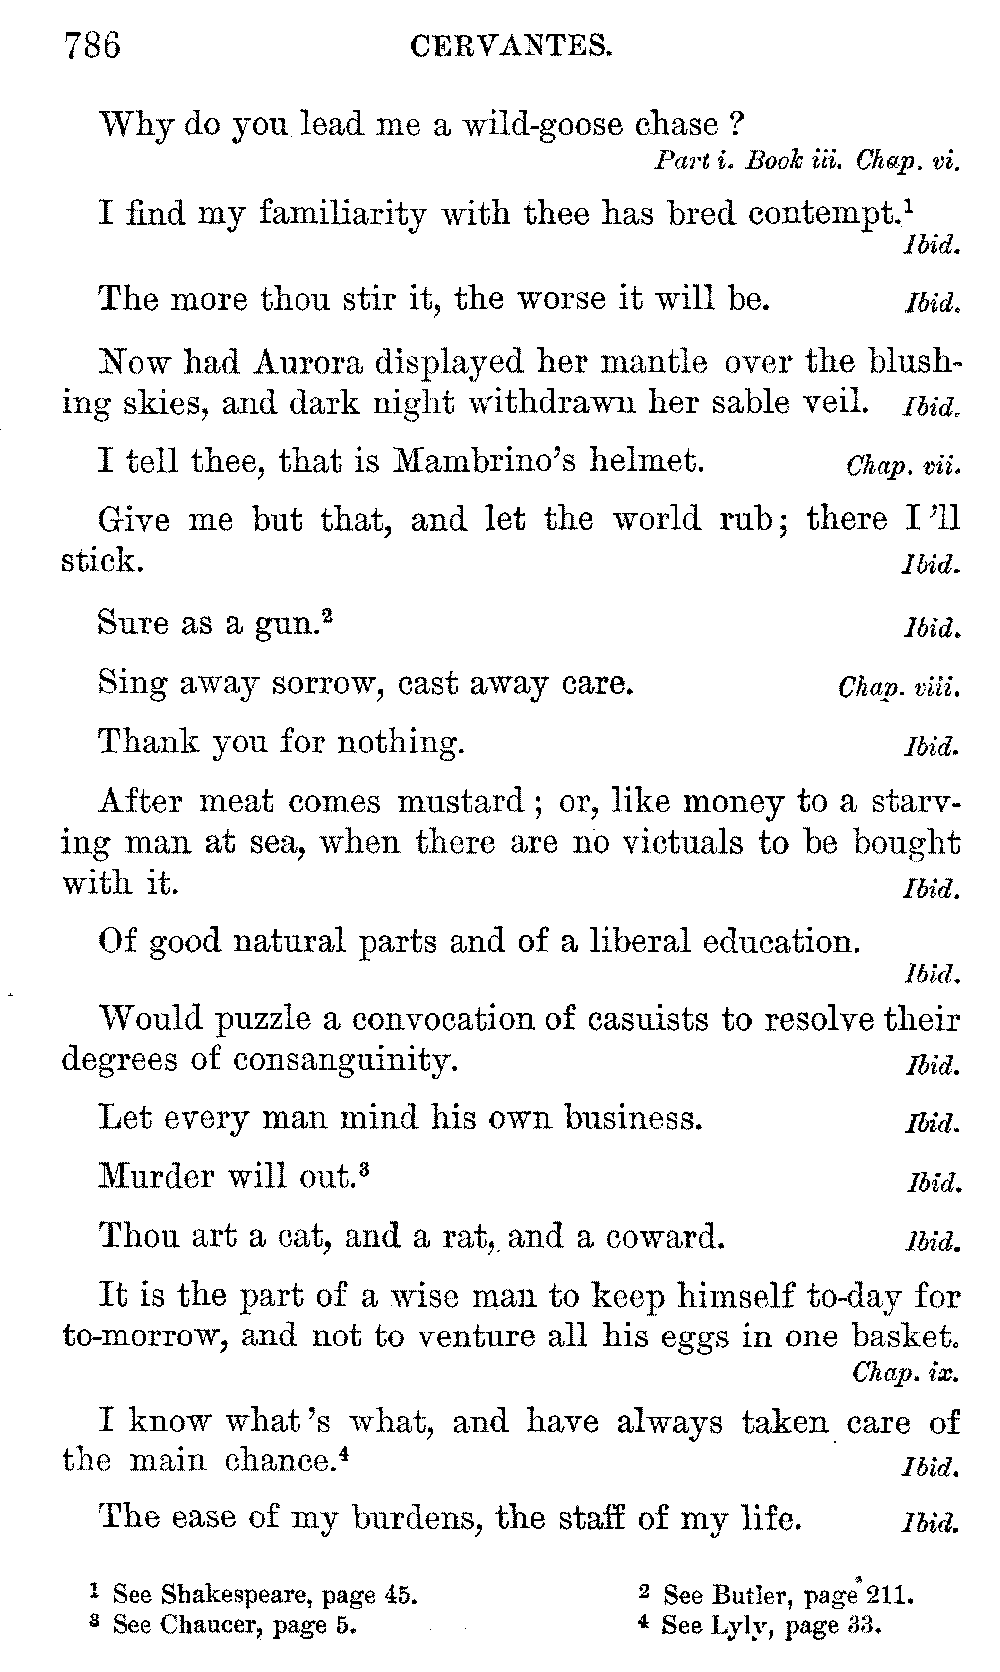 786 CERVANTES.
Why do you lead me a wild-goose chase ?
Part i. Book iii. Chap. vi.
I find my familiarity with thee has bred contempt.¹
Ibid.
The more thou stir it, the worse it will be. Ibid.
Now had Aurora displayed her mantle over the blush-
ing skies, and dark night withdrawn her sable veil. Ibid.
I tell thee, that is Mambrino's helmet. Chap. vii.
Give me but that, and let the world rub; there I 'll
stick. Ibid.
Sure as a gun.² Ibid.
Sing away sorrow, cast away care. Chap. viii.
Thank you for nothing. Ibid.
After meat comes mustard; or, like money to a starv-
ing man at sea, when there are no victuals to be bought
with it. Ibid.
Of good natural parts and of a liberal education.
Ibid.
Would puzzle a convocation of casuists to resolve their
degrees of consanguinity. Ibid.
Let every man mind his own business. Ibid.
Murder will out.³ Ibid.
Thou art a cat, and a rat, and a coward. Ibid.
It is the part of a wise man to keep himself to-day for
to-morrow, and not to venture all his eggs in one basket.
Chap. ix.
I know what 's what, and have always taken care of
the main chance.⁴ Ibid.
The ease of my burdens, the staff of my life. Ibid.
¹ See Shakespeare, page 45. ² See Butler, page 211.
³ See Chaucer, page 5. ⁴ See Lyly, page 33.